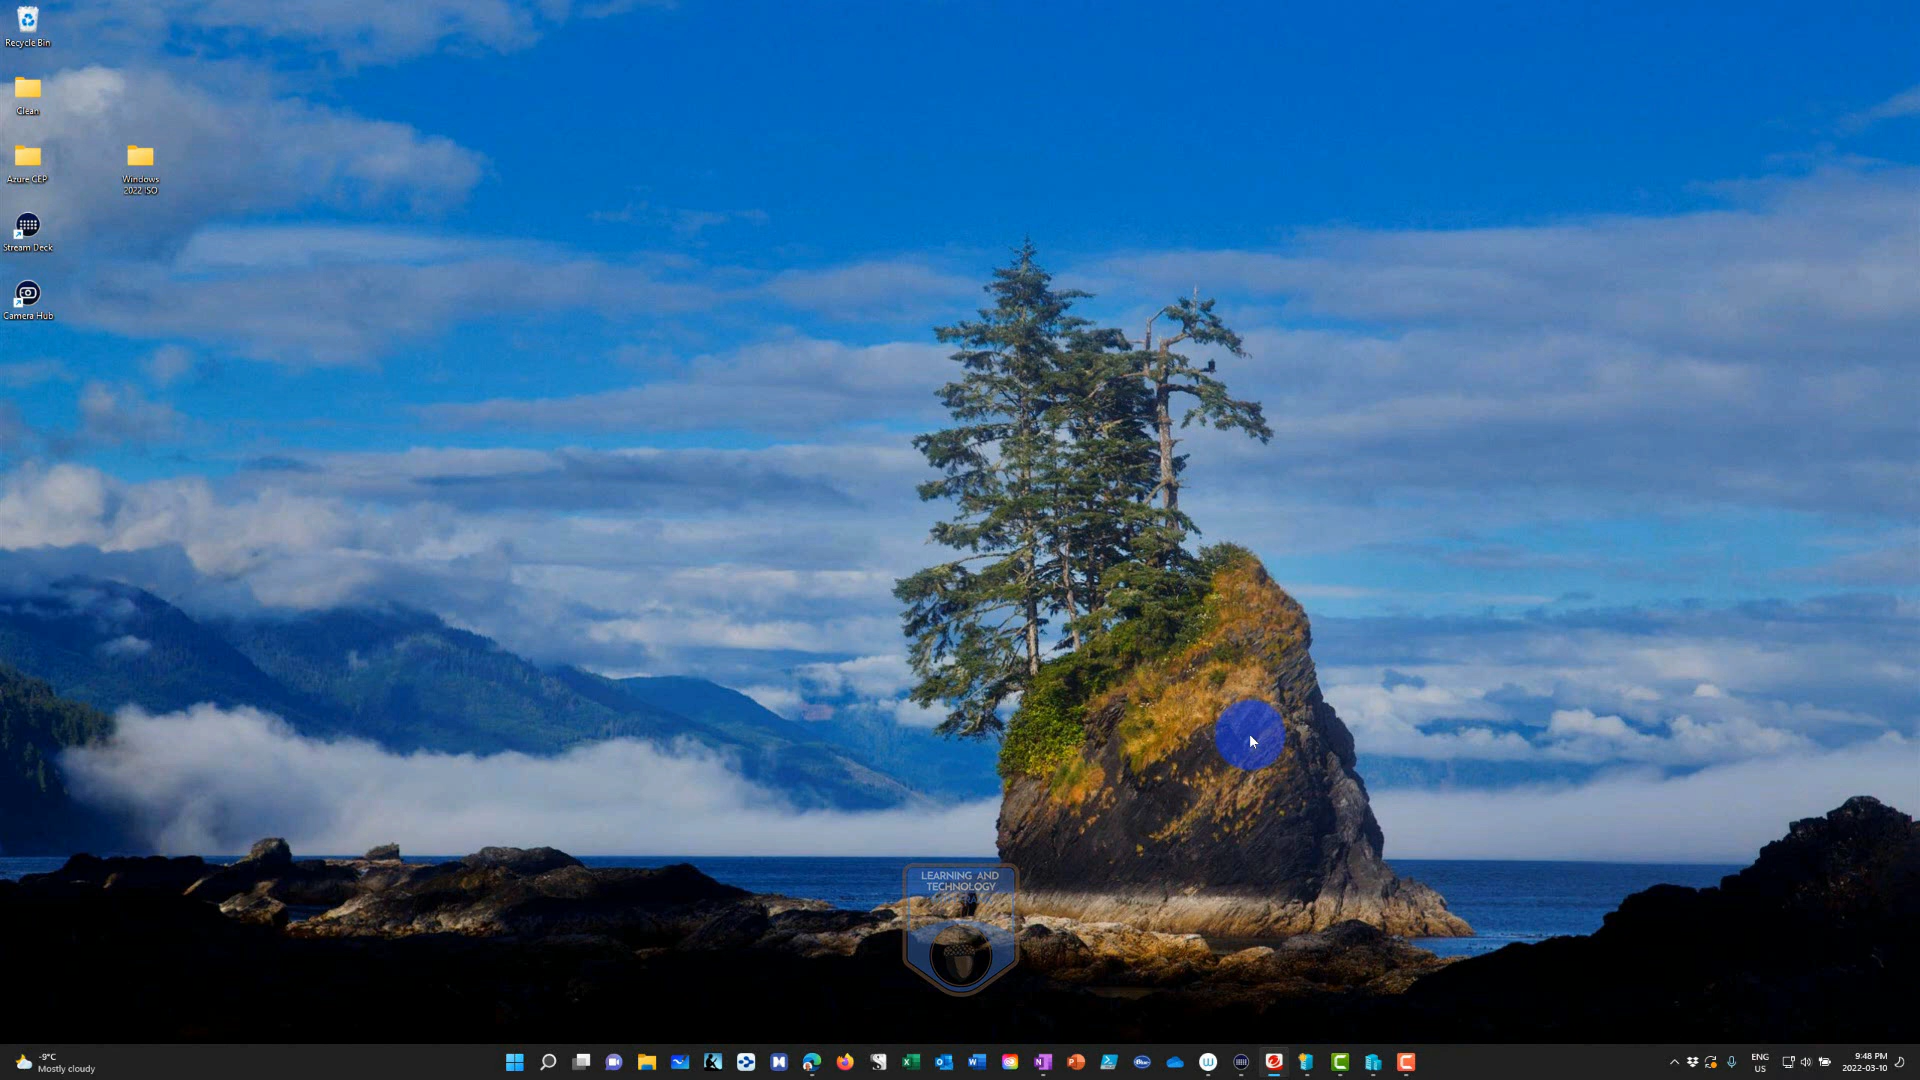 Recycle Bin
Clean
Azure CEP
Windows
2022 ISO
Stream Deck
Camera Hub
LEARNING AND
TECHNOLOGY
-9°C
Mostly cloudy
ENG
US
9:48 PM
2022-03-10